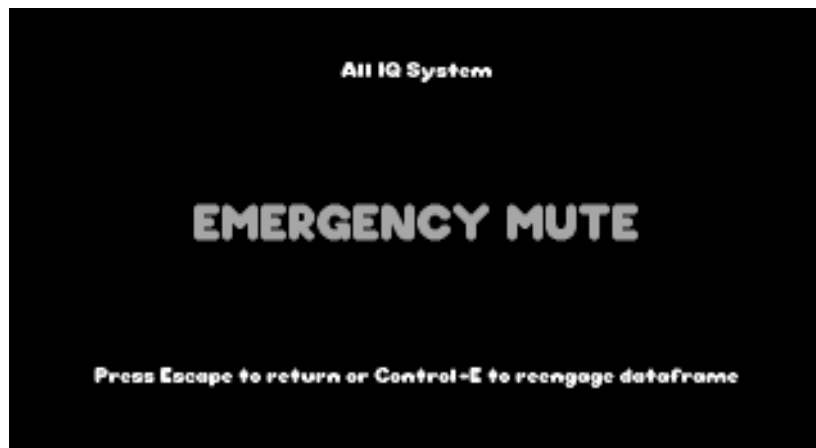 All IQ System
EMERGENCY MUTE
Press Escape to return or Control-E to reengage dataframe